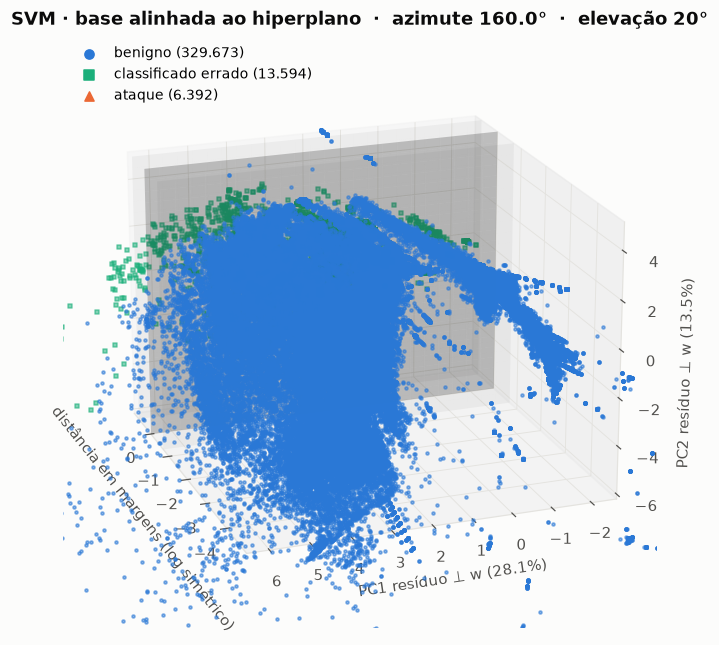 SVM · base alinhada ao hiperplano · azimute 160.0° · elevação 20°
benigno (329.673)
classificado errado (13.594)
ataque (6.392)
4
2
0
−2
−4
−6
PC2 resíduo ⊥ w (13.5%)
0
−1
−2
−3
−4
distância em margens (log simétrico)
6
5
4
3
2
1
0
−1
−2
PC1 resíduo ⊥ w (28.1%)